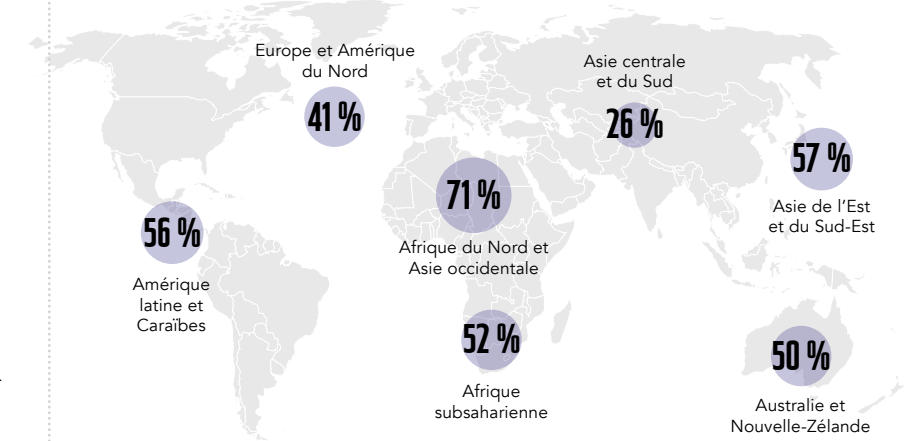 Europe et Amérique
du Nord
41 %
Asie centrale
et du Sud
26 %
57 %
Asie de l’Est
et du Sud-Est
71 %
Afrique du Nord et
Asie occidentale
56 %
Amérique
latine et
Caraïbes
52 %
Afrique
subsaharienne
50 %
Australie et
Nouvelle-Zélande